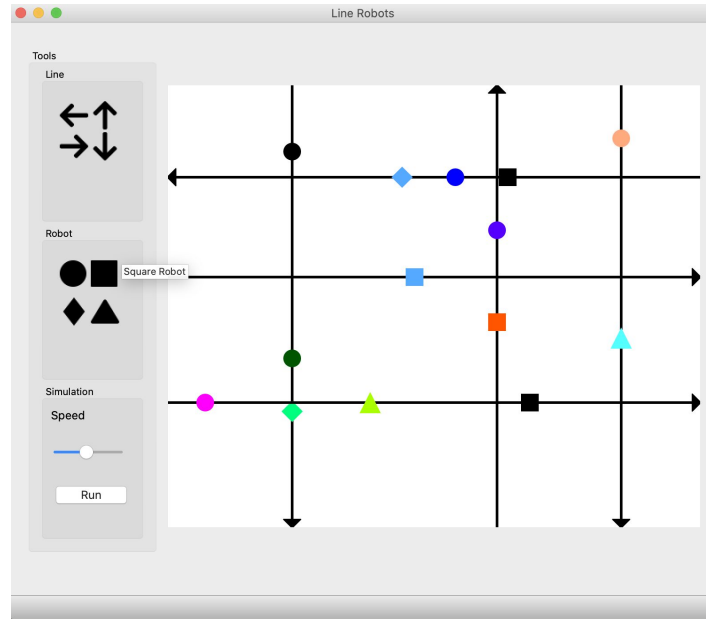 Line Robots
Tools
Line
Robot
Square Robot
Simulation
Speed
Run